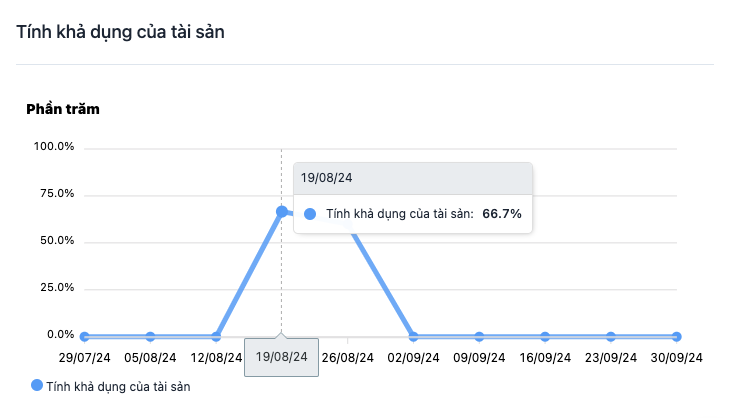 Tính khả dụng của tài sản
Phần trăm
100.0%
75.0%
50.0%
25.0%
0.0%
19/08/24
Tính khả dụng của tài sản: 66.7%
29/07/24 05/08/24 12/08/24 19/08/24 26/08/24 02/09/24 09/09/24 16/09/24 23/09/24 30/09/24
Tính khả dụng của tài sản